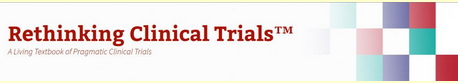 Rethinking Clinical Trials™
A Living Textbook of Pragmatic Clinical Trials